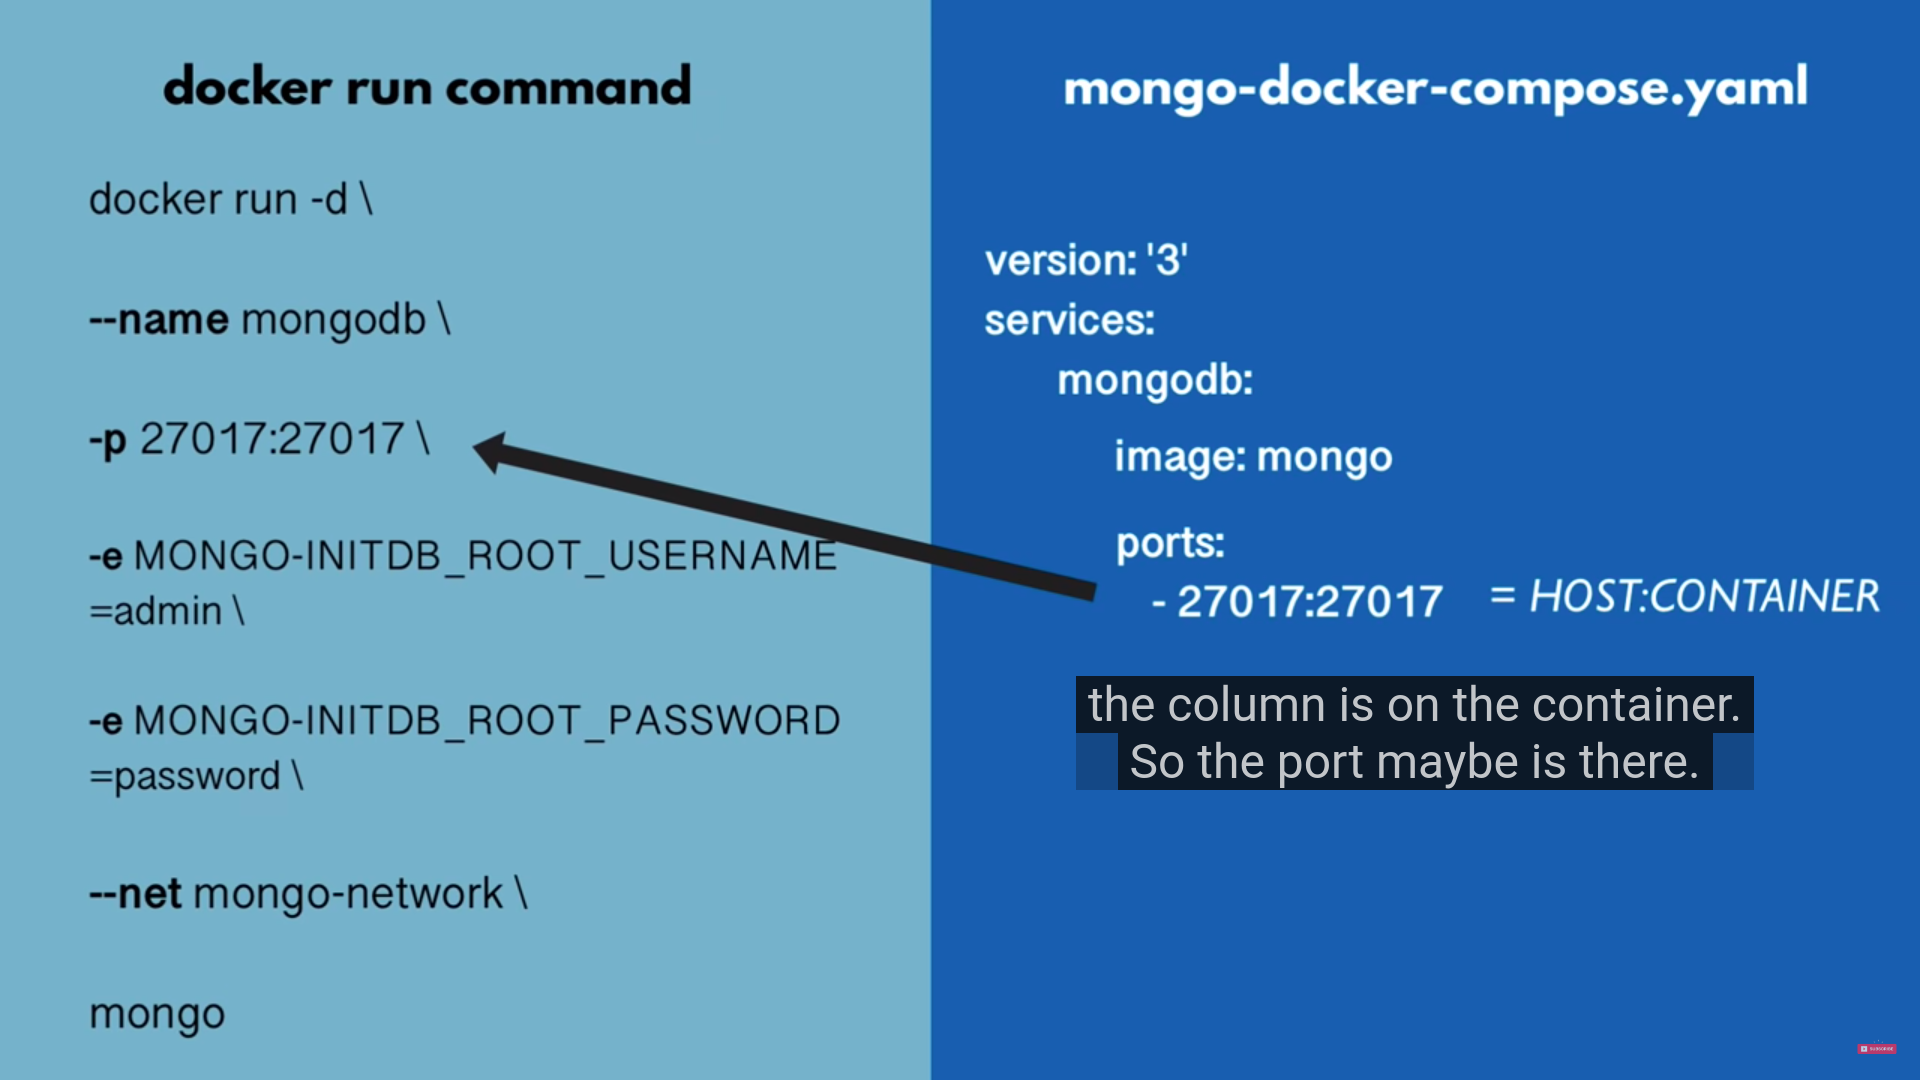 docker run command
docker run -d \
--name mongodb \
-p 27017:27017 \
-e MONGO-INITDB_ROOT_USERNAME
=admin \
-e MONGO-INITDB_ROOT_PASSWORD
=password \
--net mongo-network \
mongo
mongo-docker-compose.yaml
version: '3'
services:
mongodb:
image: mongo
ports:
- 27017:27017 = HOST:CONTAINER
the column is on the container.
So the port maybe is there.
SUBSCRIBE